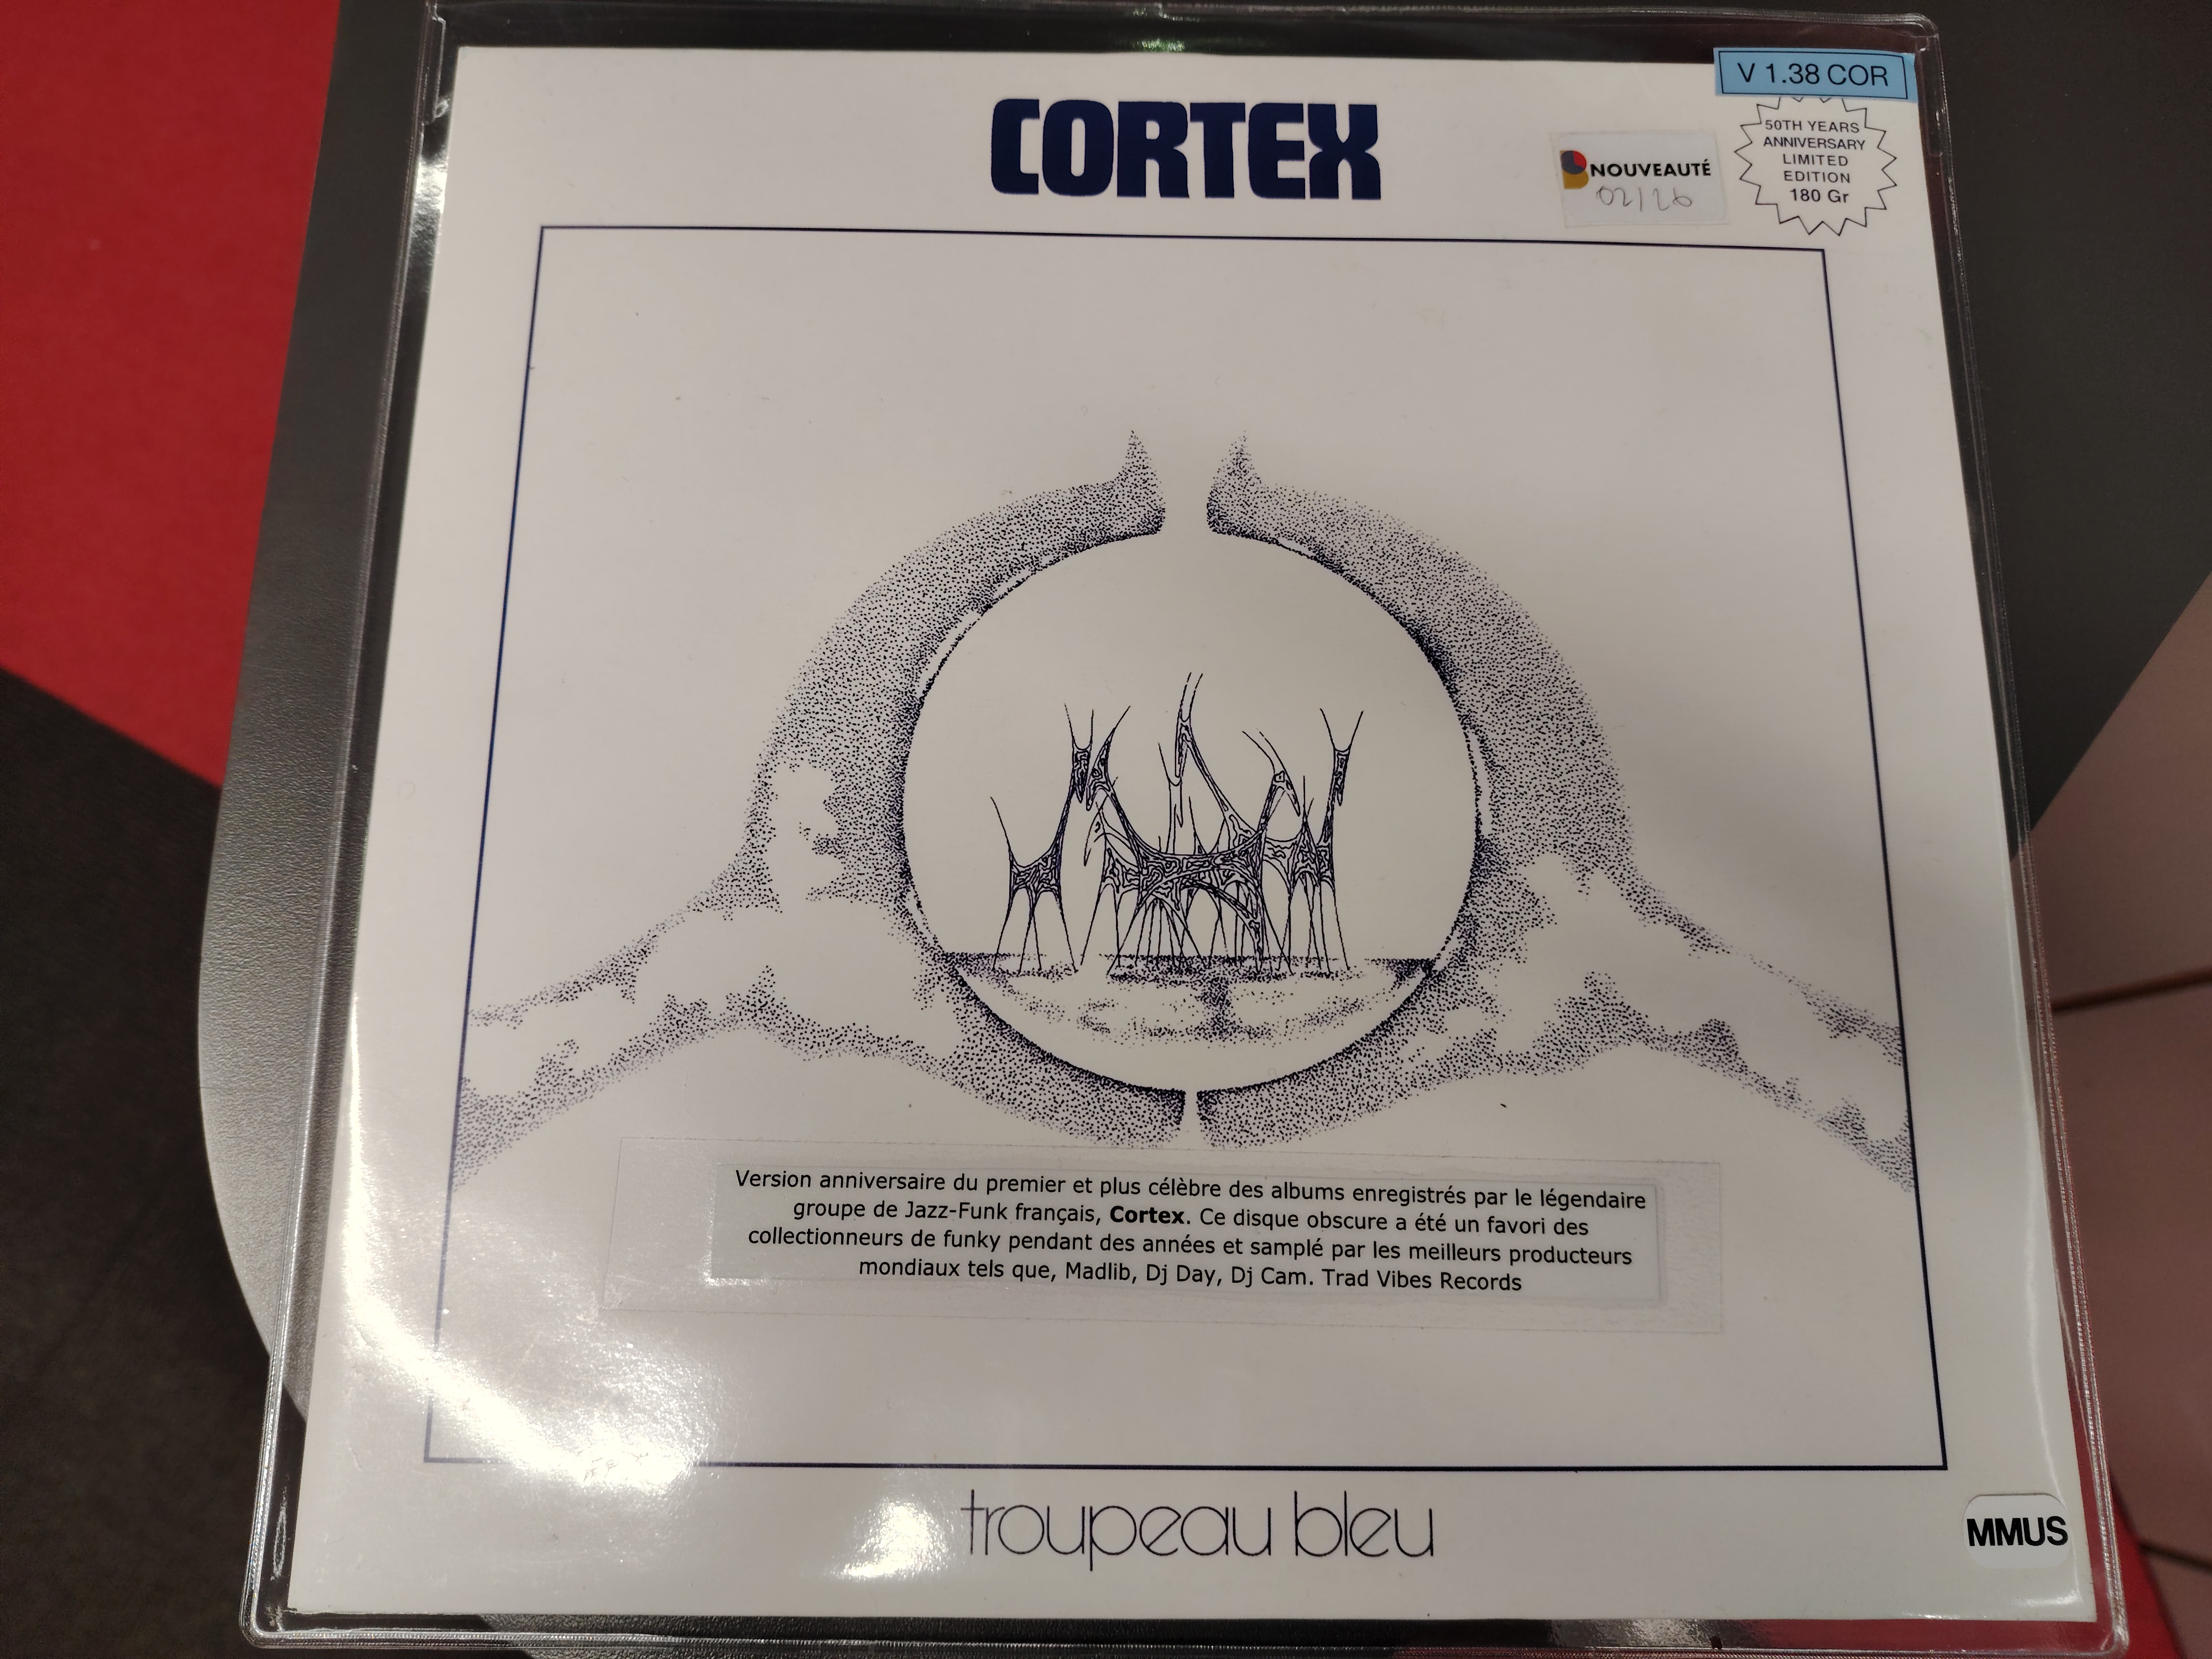 CORTEX
V 1.38 COR
NOUVEAUTÉ
02/26
50TH YEARS
ANNIVERSARY
LIMITED
EDITION
180 Gr
Version anniversaire du premier et plus célèbre des albums enregistrés par le légendaire
groupe de Jazz-Funk français, Cortex. Ce disque obscure a été un favori des
collectionneurs de funky pendant des années et samplé par les meilleurs producteurs
mondiaux tels que, Madlib, Dj Day, Dj Cam. Trad Vibes Records
troupeau bleu
MMUS